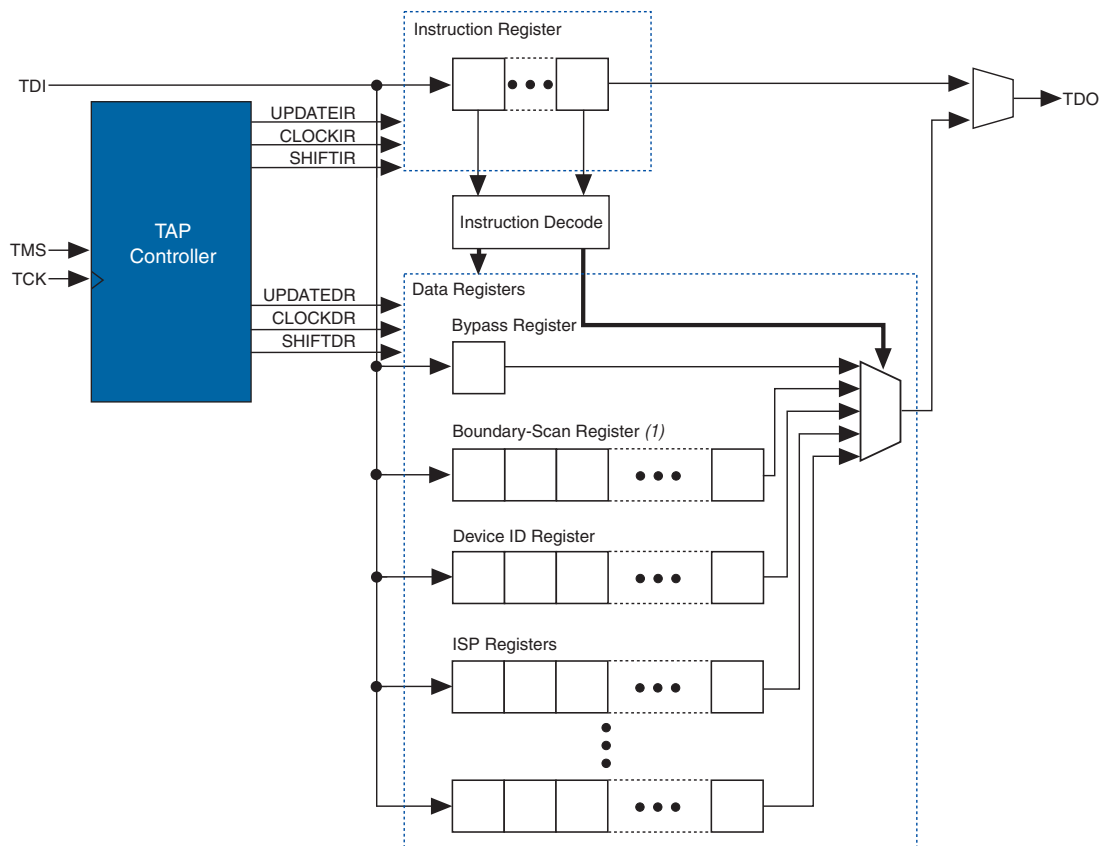 Instruction Register
TDI
TDO
UPDATEIR
CLOCKIR
SHIFTIR
TAP
Controller
Instruction Decode
TMS
TCK
Data Registers
UPDATEDR
CLOCKDR
SHIFTDR
Bypass Register
Boundary-Scan Register (1)
Device ID Register
ISP Registers